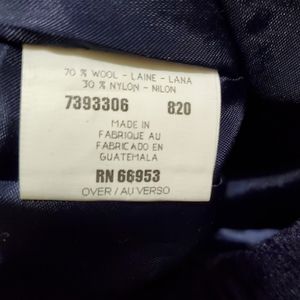 70 % WOOL - LAINE - LANA
30 % NYLON - NILON
7393306 820
MADE IN
FABRIQUE AU
FABRICADO EN
GUATEMALA
RN 66953
OVER / AU VERSO